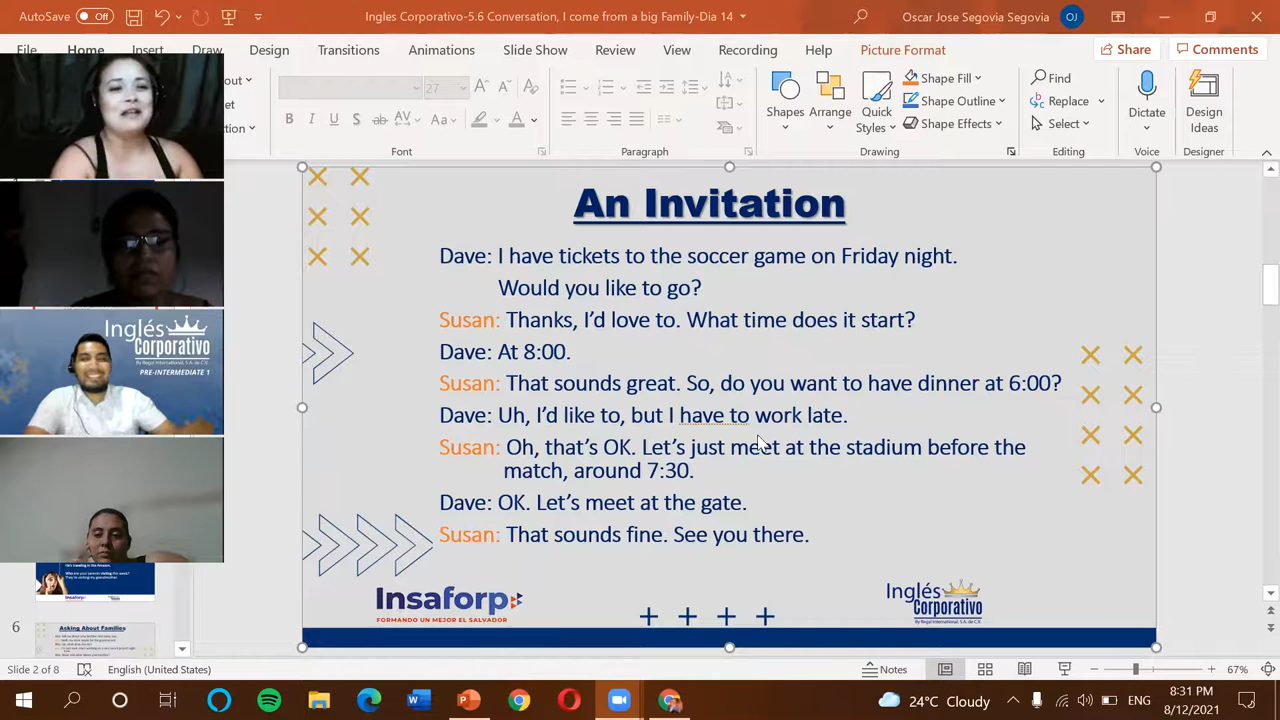 AutoSave Off Ingles Corporativo-5.6 Conversation, I come from a big Family-Dia 14 Oscar Jose Segovia Segovia OJ
File Home Insert Draw Design Transitions Animations Slide Show Review View Recording Help Picture Format Share Comments
Shapes Arrange Quick Styles Shape Fill Shape Outline Shape Effects Find Replace Select Dictate Design Ideas
Font Paragraph Drawing Editing Voice Designer
An Invitation
Dave: I have tickets to the soccer game on Friday night.
Would you like to go?
Susan: Thanks, I’d love to. What time does it start?
Dave: At 8:00.
Susan: That sounds great. So, do you want to have dinner at 6:00?
Dave: Uh, I’d like to, but I have to work late.
Susan: Oh, that’s OK. Let’s just meet at the stadium before the
match, around 7:30.
Dave: OK. Let’s meet at the gate.
Susan: That sounds fine. See you there.
Insaforp
FORMANDO UN MEJOR EL SALVADOR
Inglés
Corporativo
By Regal International, S.A. de C.V.
Inglés
Corporativo
By Regal International, S.A. de C.V.
PRE-INTERMEDIATE 1
6
Asking About Families
Slide 2 of 8 English (United States) Notes 67%
24°C Cloudy ENG 8:31 PM
8/12/2021